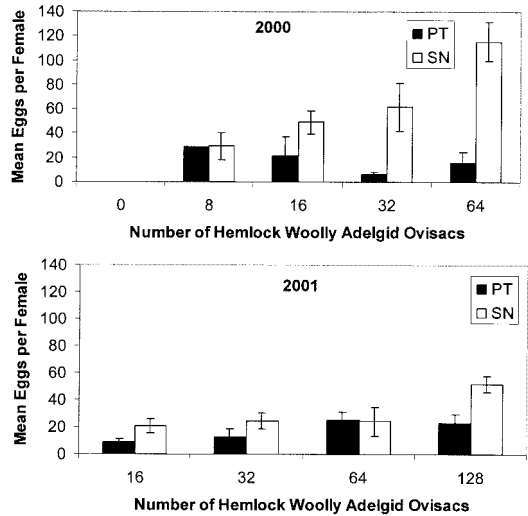 2000
PT
SN
Mean Eggs per Female
140
120
100
80
60
40
20
0
0 8 16 32 64
Number of Hemlock Woolly Adelgid Ovisacs
2001
PT
SN
Mean Eggs per Female
140
120
100
80
60
40
20
0
16 32 64 128
Number of Hemlock Woolly Adelgid Ovisacs